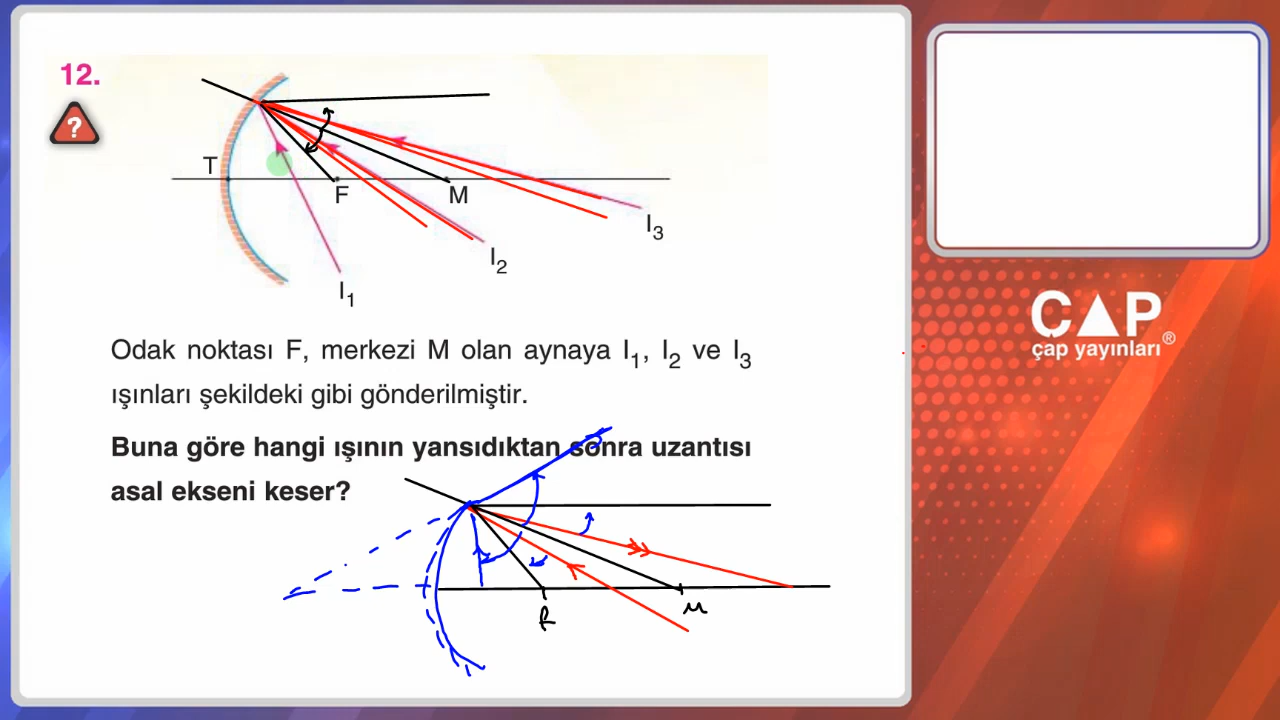 12.
?
T
F
M
I3
I2
I1
Odak noktası F, merkezi M olan aynaya I1, I2 ve I3
ışınları şekildeki gibi gönderilmiştir.
Buna göre hangi ışının yansıdıktan sonra uzantısı
asal ekseni keser?
M
ÇAP
çap yayınları®